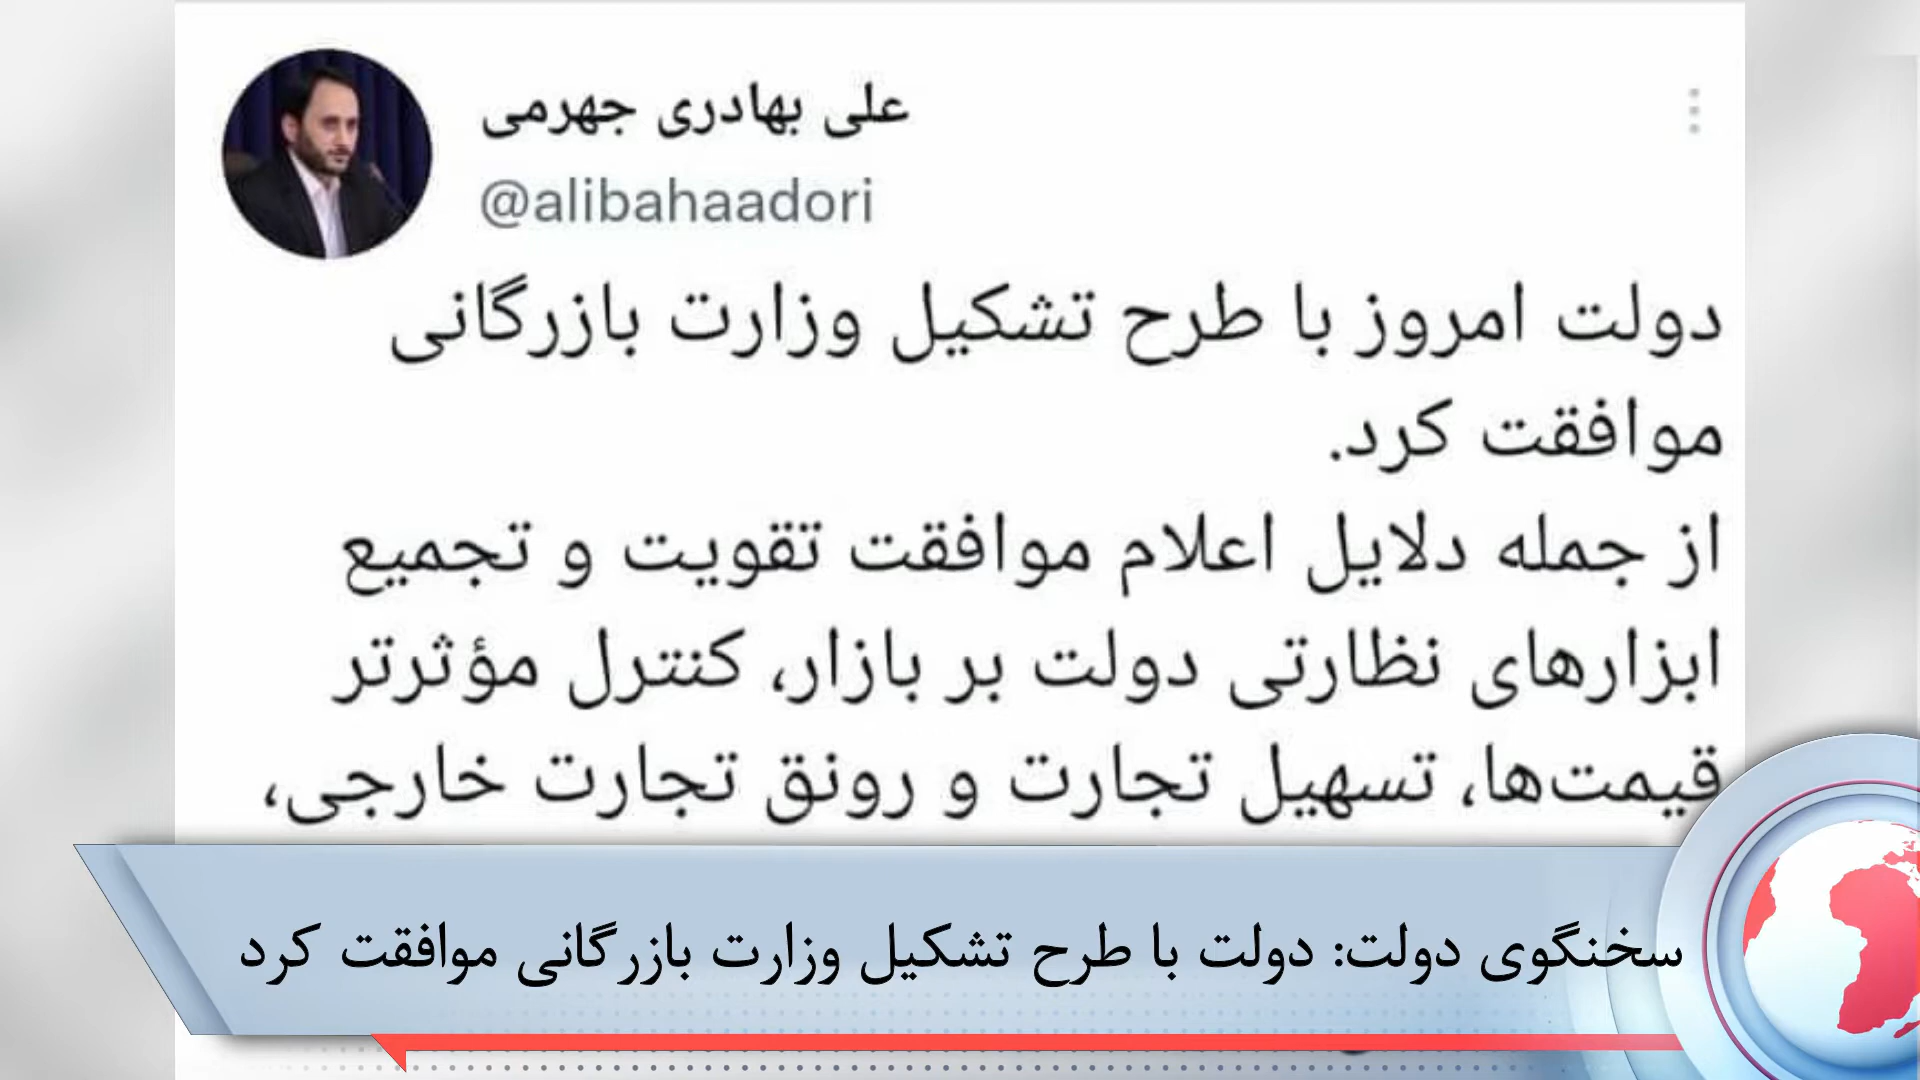 علی بهادری جهرمی
@alibahaadori
دولت امروز با طرح تشکیل وزارت بازرگانی
موافقت کرد.
از جمله دلایل اعلام موافقت تقویت و تجمیع
ابزارهای نظارتی دولت بر بازار، کنترل مؤثرتر
قیمت‌ها، تسهیل تجارت و رونق تجارت خارجی،
سخنگوی دولت: دولت با طرح تشکیل وزارت بازرگانی موافقت کرد